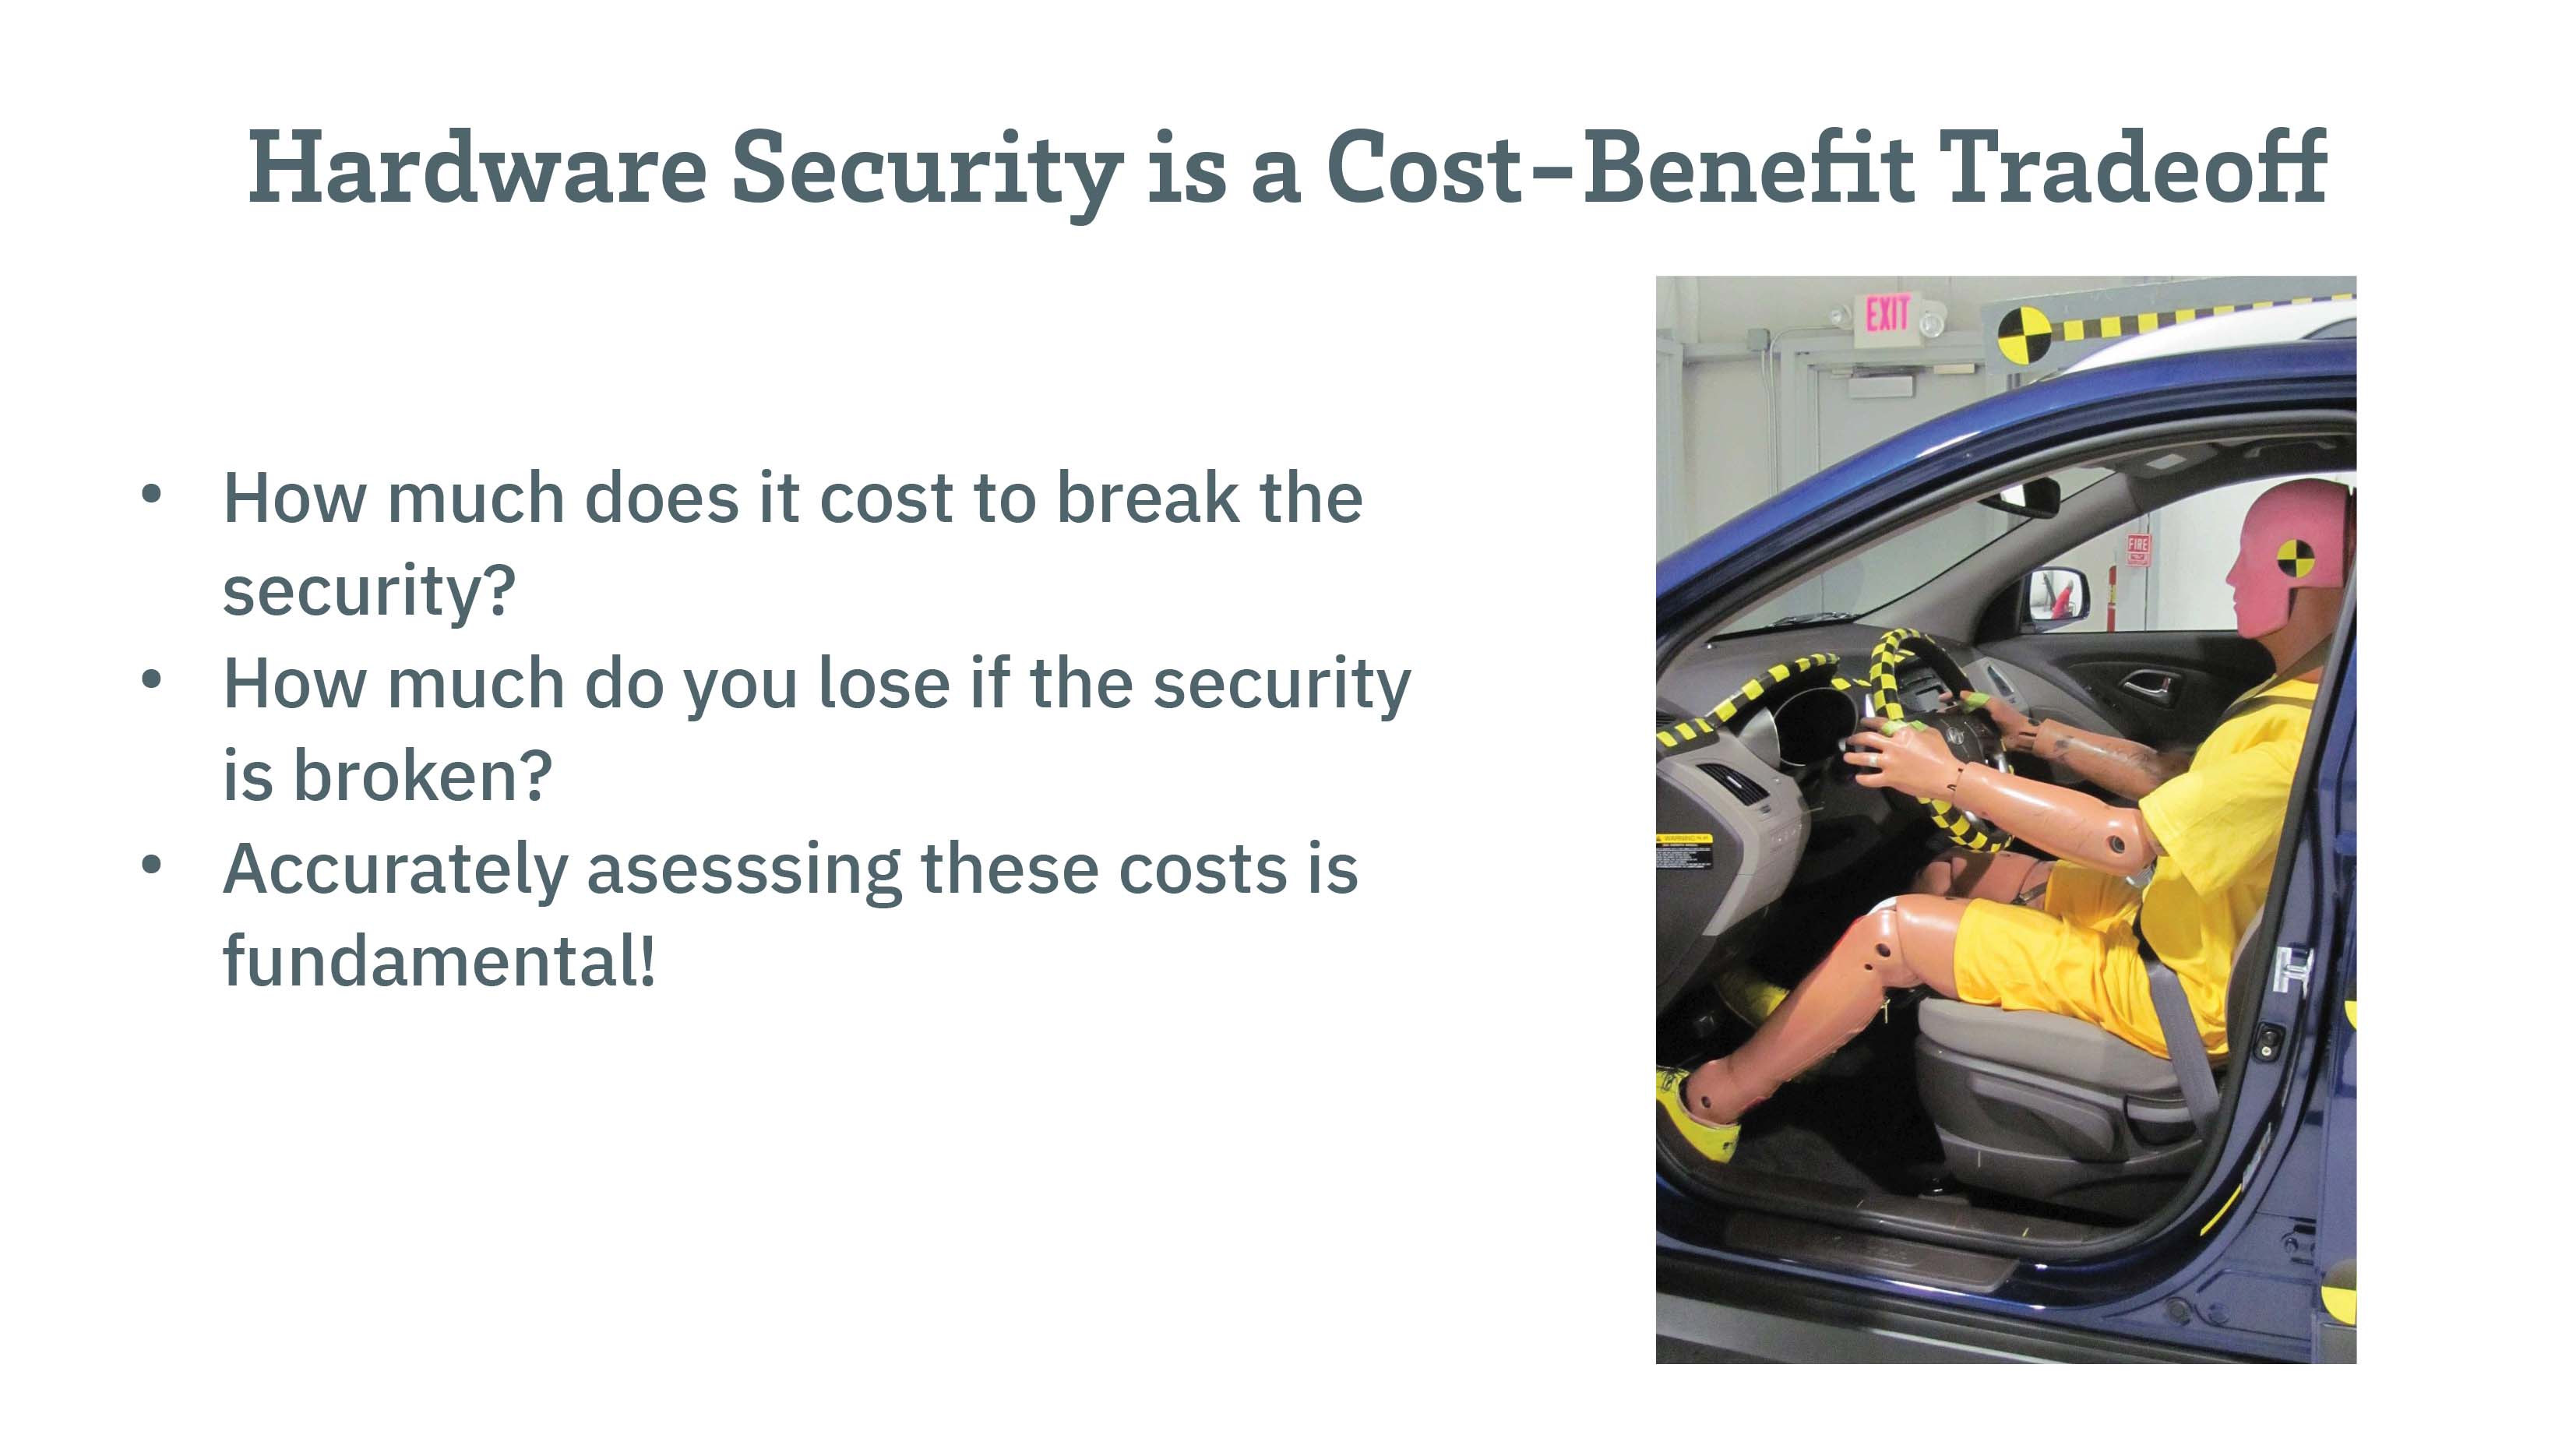 Hardware Security is a Cost-Benefit Tradeoff
• How much does it cost to break the
security?
• How much do you lose if the security
is broken?
• Accurately asesssing these costs is
fundamental!
EXIT
FIRE
WARNING